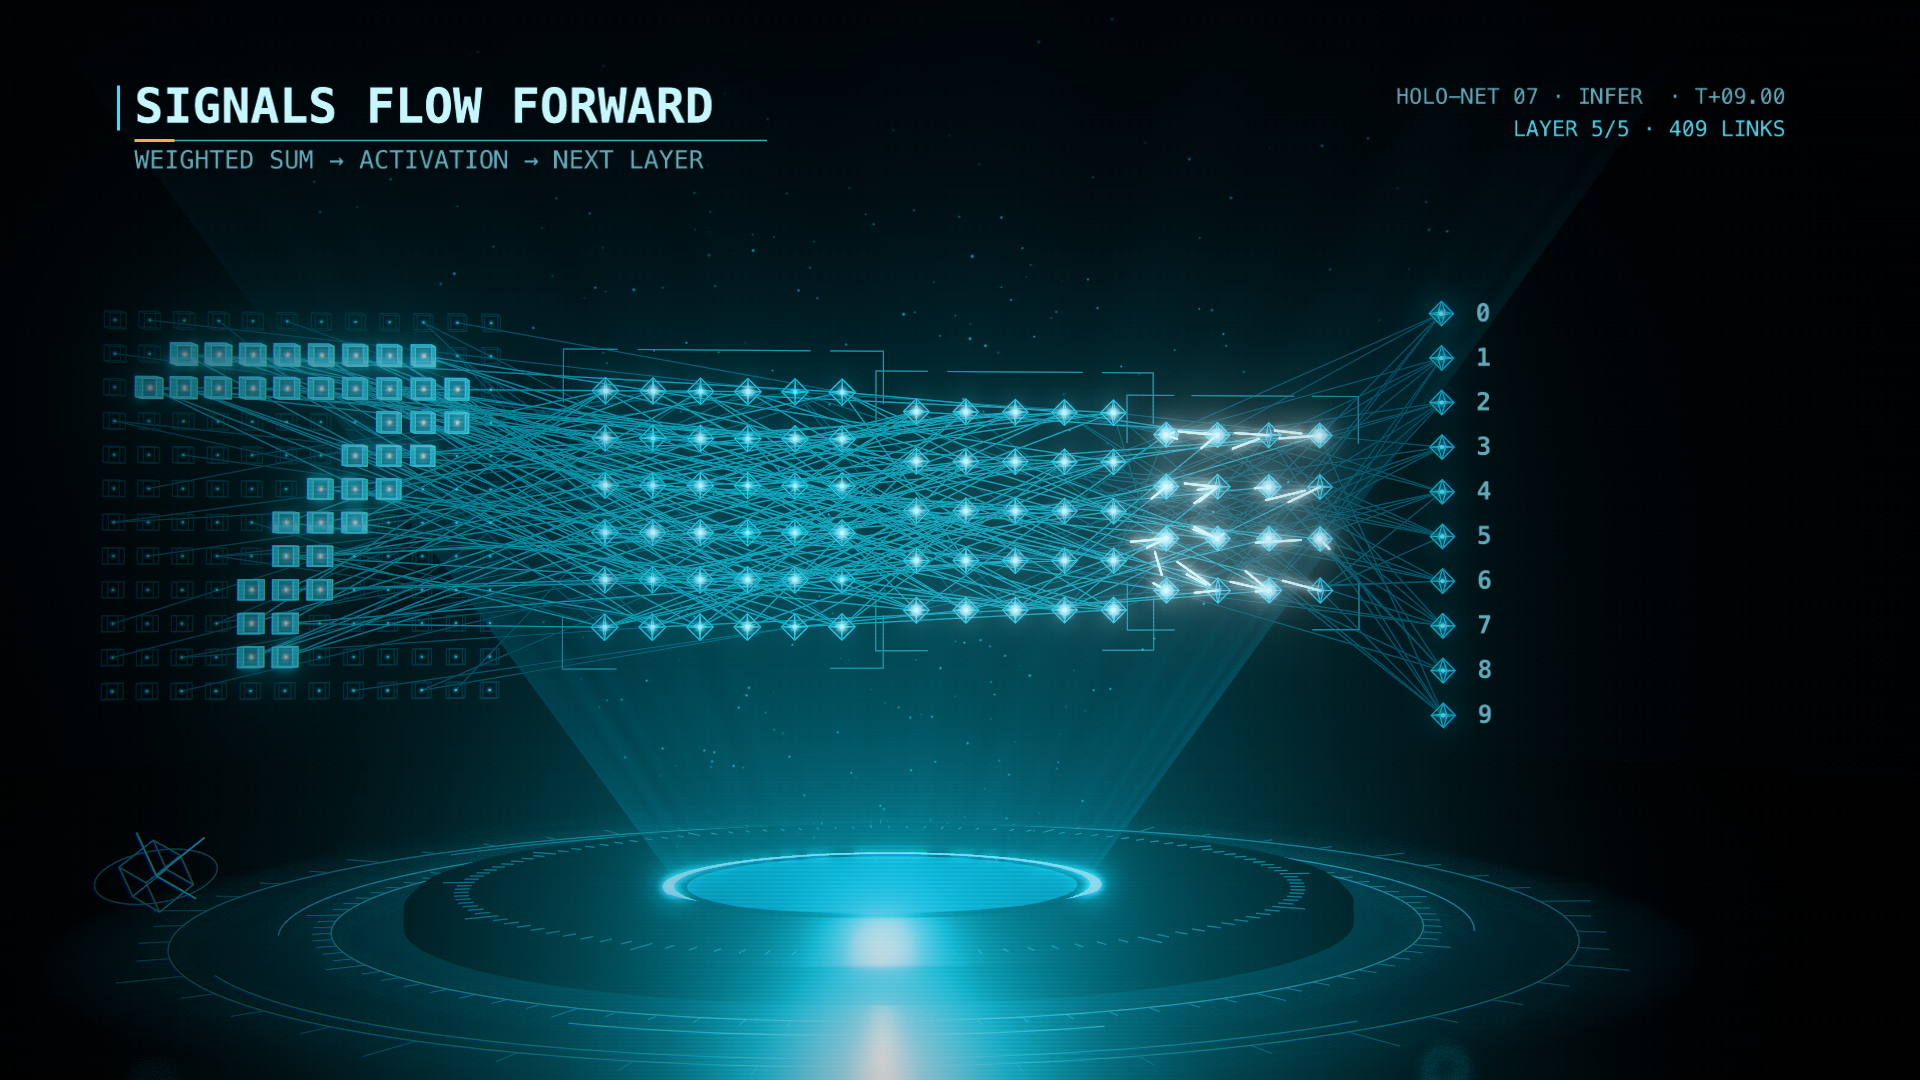 SIGNALS FLOW FORWARD
WEIGHTED SUM → ACTIVATION → NEXT LAYER
HOLO—NET 07 · INFER · T+09.00
LAYER 5/5 · 409 LINKS
0
1
2
3
4
5
6
7
8
9